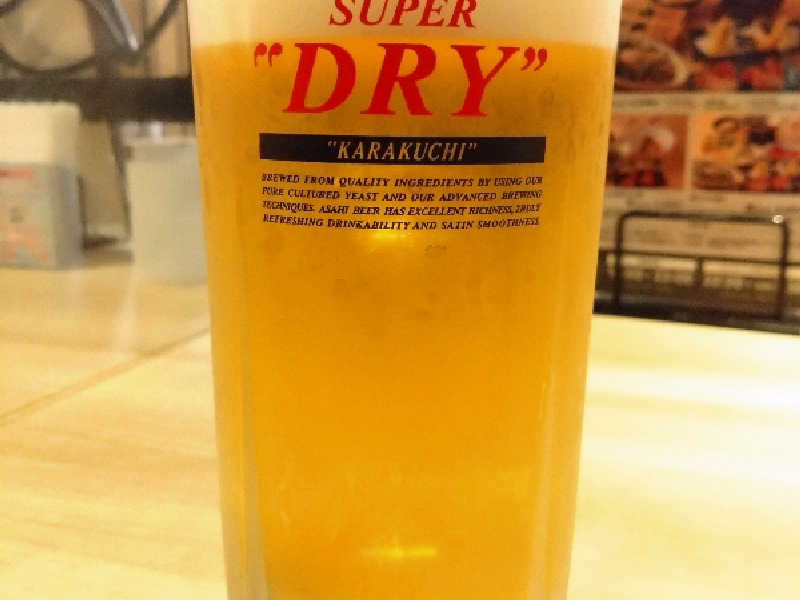 SUPER
"DRY"
"KARAKUCHI"
BREWED FROM QUALITY INGREDIENTS BY USING OUR
PURE CULTURED YEAST AND OUR ADVANCED BREWING
TECHNIQUES. ASAHI BEER HAS EXCELLENT RICHNESS, TRULY
REFRESHING DRINKABILITY AND SATIN SMOOTHNESS.